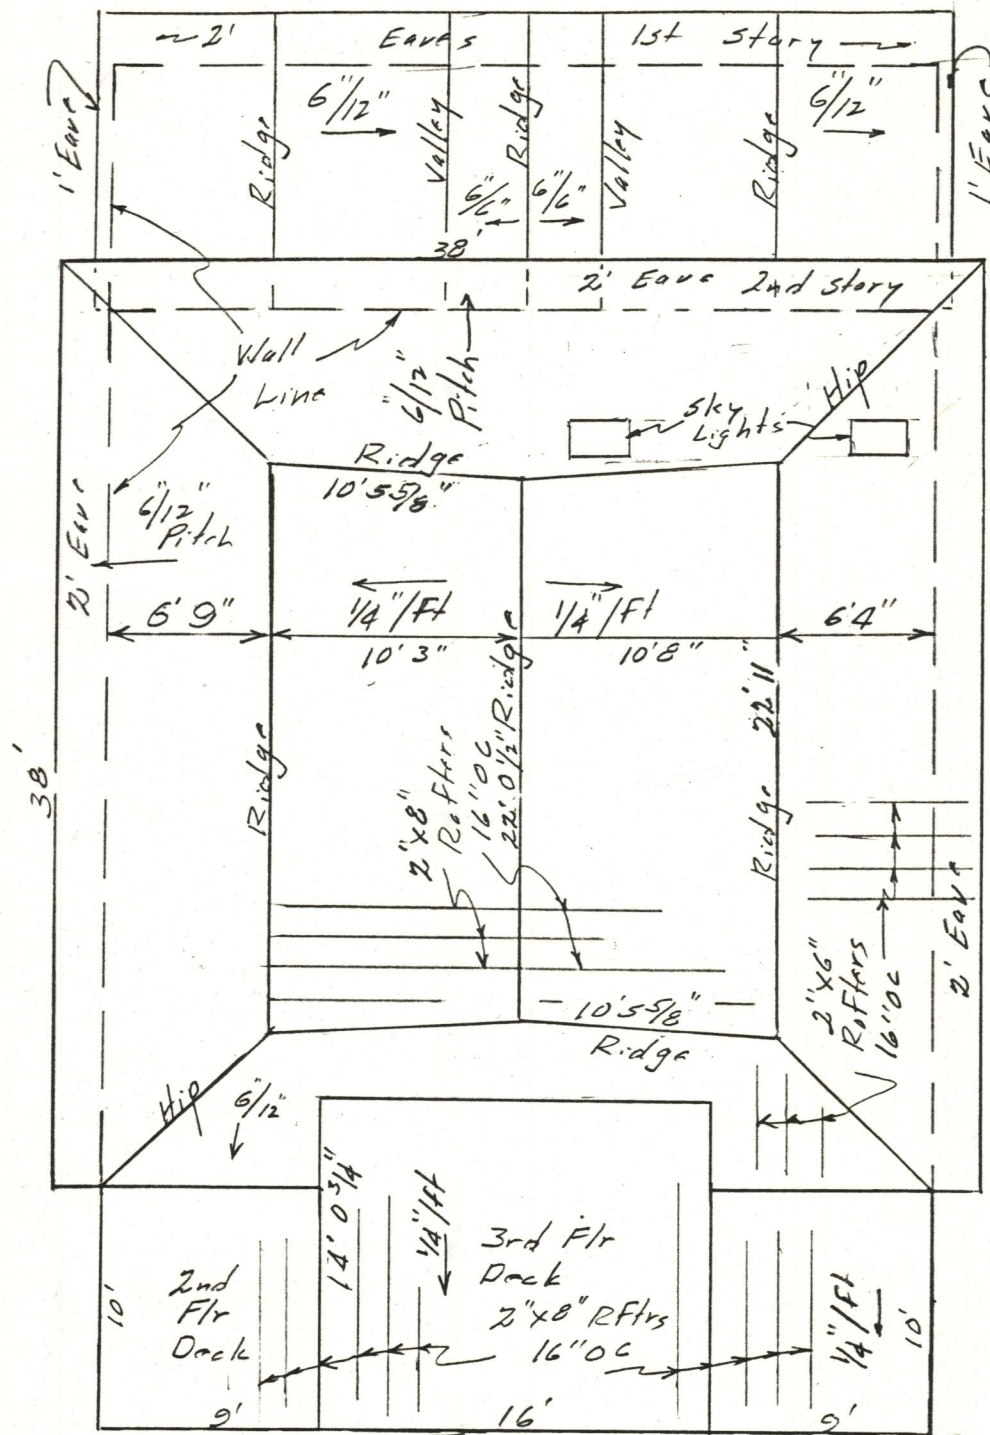 ~ 2' Eaves 1st Story
1' Eave
6"/12"
6"/12"
1' Eave
Ridge
Valley
Ridge
Valley
Ridge
6"/6"
6"/6"
38'
2' Eave 2nd Story
Wall
Line
6/12"
Pitch
Sky
Lights
Hip
Ridge
10' 5 5/8"
2' Eave
6/12"
Pitch
1/4"/Ft
1/4"/Ft
6' 9"
10' 3"
10' 8"
6' 4"
38'
Ridge
2"x8"
Rafters
16" OC
22' 0 1/2" Ridge
Ridge 22' 11"
2"x6"
Rafters
16" OC
2' Eave
10' 5 5/8"
Ridge
Hip
6/12"
14' 0 3/4"
1/4"/ft
3rd Flr
Deck
2"x8" Rftrs
16" OC
2nd
Flr
Deck
10'
1/4"/Ft
10'
9'
16'
9'